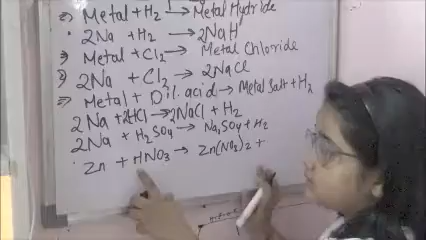 Metal + H2 → Metal Hydride
2Na + H2 → 2NaH
Metal + Cl2 → Metal Chloride
2Na + Cl2 → 2NaCl
Metal + Dil acid → Metal Salt + H2
2Na + 2HCl → 2NaCl + H2
2Na + H2SO4 → Na2SO4 + H2
Zn + HNO3 → Zn(NO3)2 +